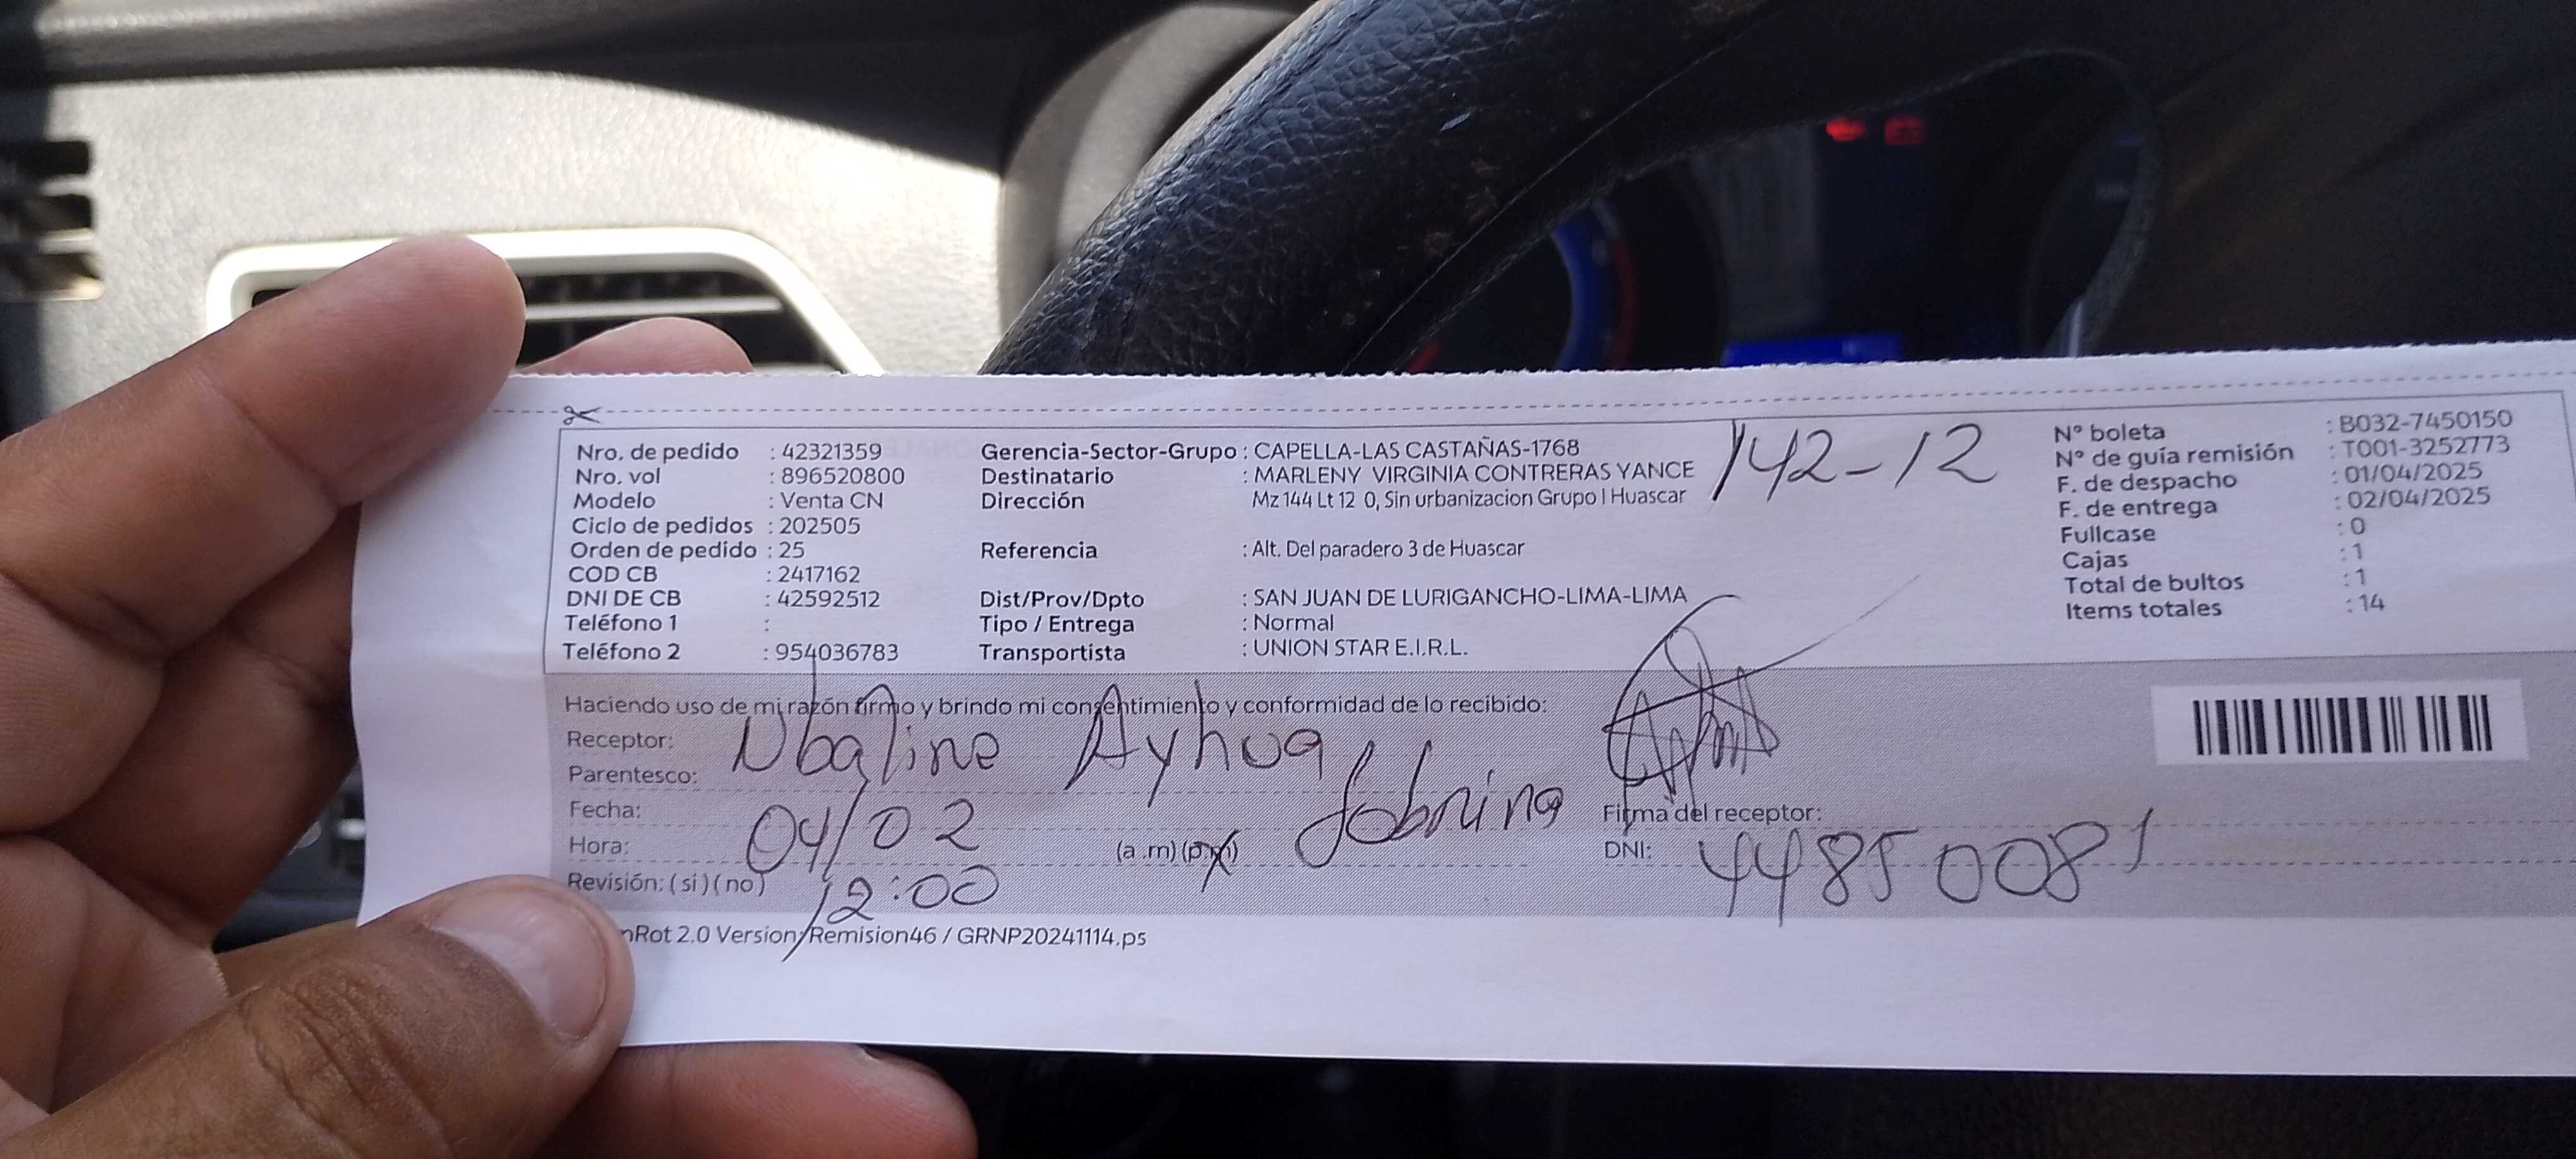 Nro. de pedido : 42321359
Nro. vol : 896520800
Modelo : Venta CN
Ciclo de pedidos : 202505
Orden de pedido : 25
COD CB : 2417162
DNI DE CB : 42592512
Teléfono 1 :
Teléfono 2 : 954036783
Gerencia-Sector-Grupo : CAPELLA-LAS CASTAÑAS-1768
Destinatario : MARLENY VIRGINIA CONTRERAS YANCE
Dirección Mz 144 Lt 12 0, Sin urbanizacion Grupo I Huascar
Referencia : Alt. Del paradero 3 de Huascar
Dist/Prov/Dpto : SAN JUAN DE LURIGANCHO-LIMA-LIMA
Tipo / Entrega : Normal
Transportista : UNION STAR E.I.R.L.
142-12
N° boleta : B032-7450150
N° de guía remisión : T001-3252773
F. de despacho : 01/04/2025
F. de entrega : 02/04/2025
Fullcase : 0
Cajas : 1
Total de bultos : 1
Items totales : 14
Haciendo uso de mi razón firmo y brindo mi consentimiento y conformidad de lo recibido:
Receptor: Ayhua
Parentesco: Sobrina
Fecha: 04/02
Hora: 12:00 (a .m) (p.m)
Revisión: ( si ) ( no )
Firma del receptor:
DNI: 44850081
nRot 2.0 Version: Remision46 / GRNP20241114.ps